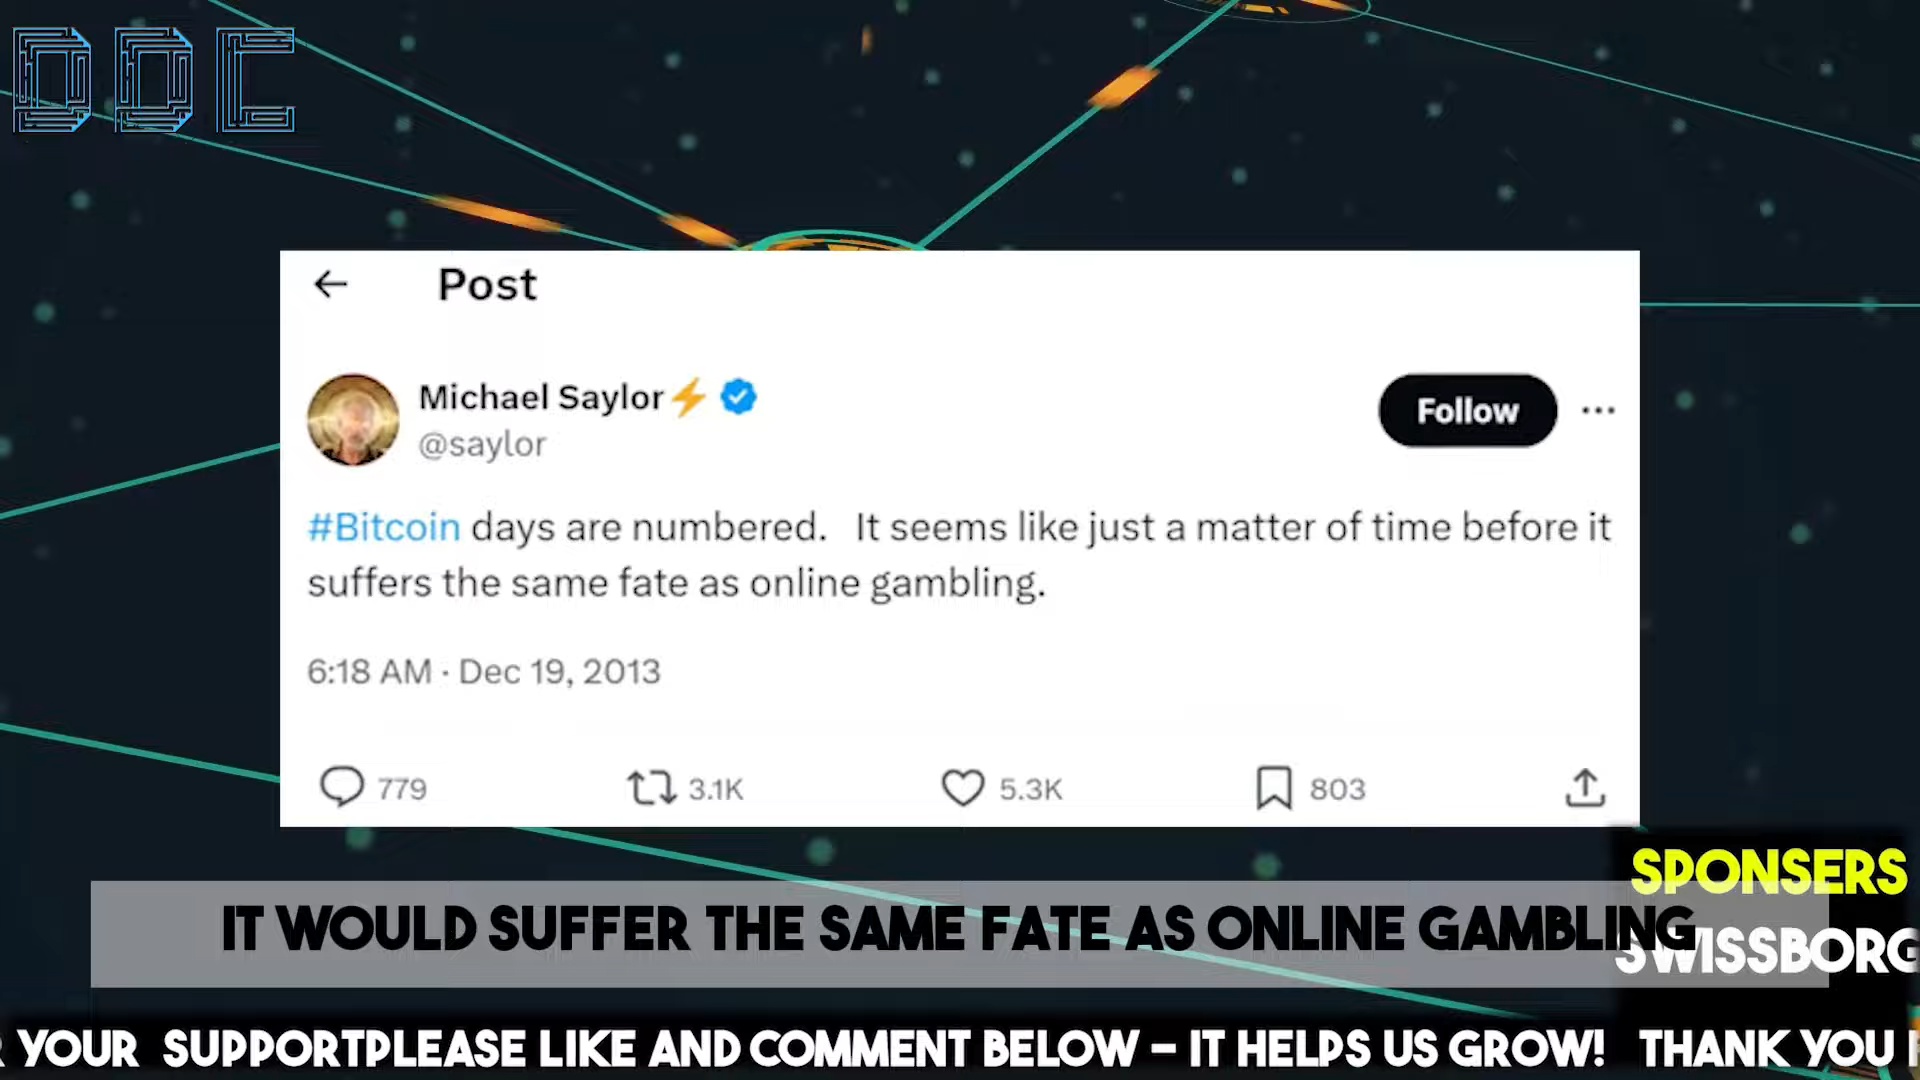 DDC
Post
Michael Saylor⚡
@saylor
Follow
#Bitcoin days are numbered.   It seems like just a matter of time before it
suffers the same fate as online gambling.
6:18 AM · Dec 19, 2013
779
3.1K
5.3K
803
SPONSERS
IT WOULD SUFFER THE SAME FATE AS ONLINE GAMBLING
SWISSBORG
YOUR SUPPORTPLEASE LIKE AND COMMENT BELOW – IT HELPS US GROW! THANK YOU